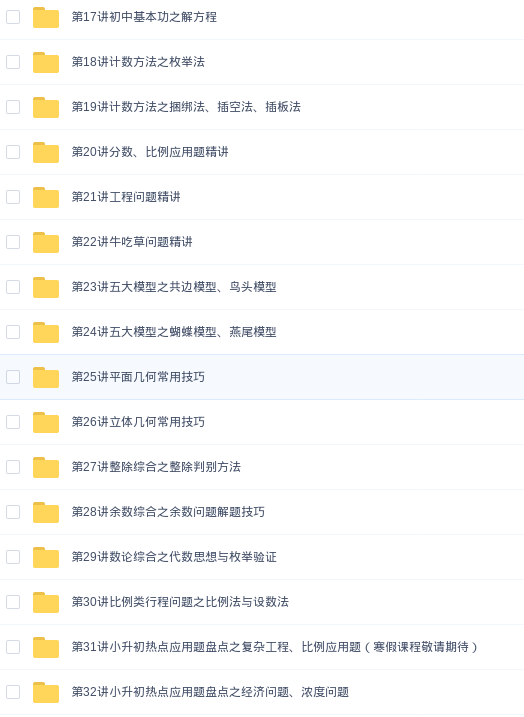 第17讲初中基本功之解方程
第18讲计数方法之枚举法
第19讲计数方法之捆绑法、插空法、插板法
第20讲分数、比例应用题精讲
第21讲工程问题精讲
第22讲牛吃草问题精讲
第23讲五大模型之共边模型、鸟头模型
第24讲五大模型之蝴蝶模型、燕尾模型
第25讲平面几何常用技巧
第26讲立体几何常用技巧
第27讲整除综合之整除判别方法
第28讲余数综合之余数问题解题技巧
第29讲数论综合之代数思想与枚举验证
第30讲比例类行程问题之比例法与设数法
第31讲小升初热点应用题盘点之复杂工程、比例应用题（寒假课程敬请期待）
第32讲小升初热点应用题盘点之经济问题、浓度问题